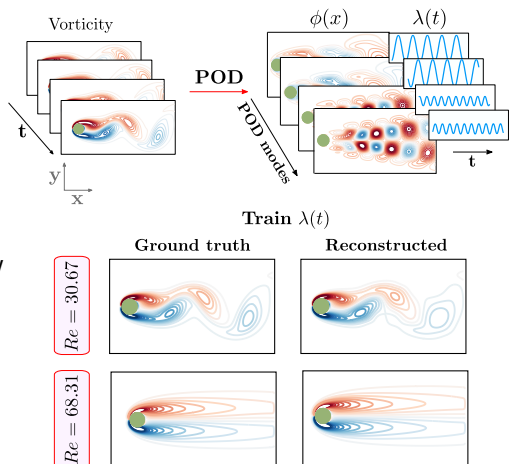 Vorticity
ϕ(x)
λ(t)
POD
t
POD modes
t
y
x
Train λ(t)
Ground truth
Reconstructed
Re = 30.67
Re = 68.31